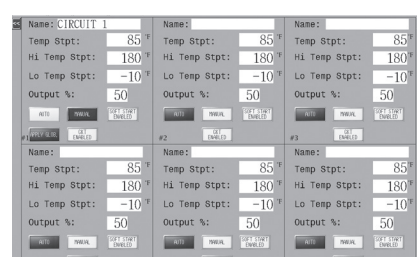 << Name: CIRCUIT 1 Name: Name:
Temp Stpt: 85 °F Temp Stpt: 85 °F Temp Stpt: 85 °F
Hi Temp Stpt: 180 °F Hi Temp Stpt: 180 °F Hi Temp Stpt: 180 °F
Lo Temp Stpt: -10 °F Lo Temp Stpt: -10 °F Lo Temp Stpt: -10 °F
Output %: 50 Output %: 50 Output %: 50
AUTO MANUAL SOFT START ENABLED AUTO MANUAL SOFT START ENABLED AUTO MANUAL SOFT START ENABLED
#1 APPLY GLOBL CKT ENABLED #2 CKT ENABLED #3 CKT ENABLED
Name: Name: Name:
Temp Stpt: 85 °F Temp Stpt: 85 °F Temp Stpt: 85 °F
Hi Temp Stpt: 180 °F Hi Temp Stpt: 180 °F Hi Temp Stpt: 180 °F
Lo Temp Stpt: -10 °F Lo Temp Stpt: -10 °F Lo Temp Stpt: -10 °F
Output %: 50 Output %: 50 Output %: 50
AUTO MANUAL SOFT START ENABLED AUTO MANUAL SOFT START ENABLED AUTO MANUAL SOFT START ENABLED